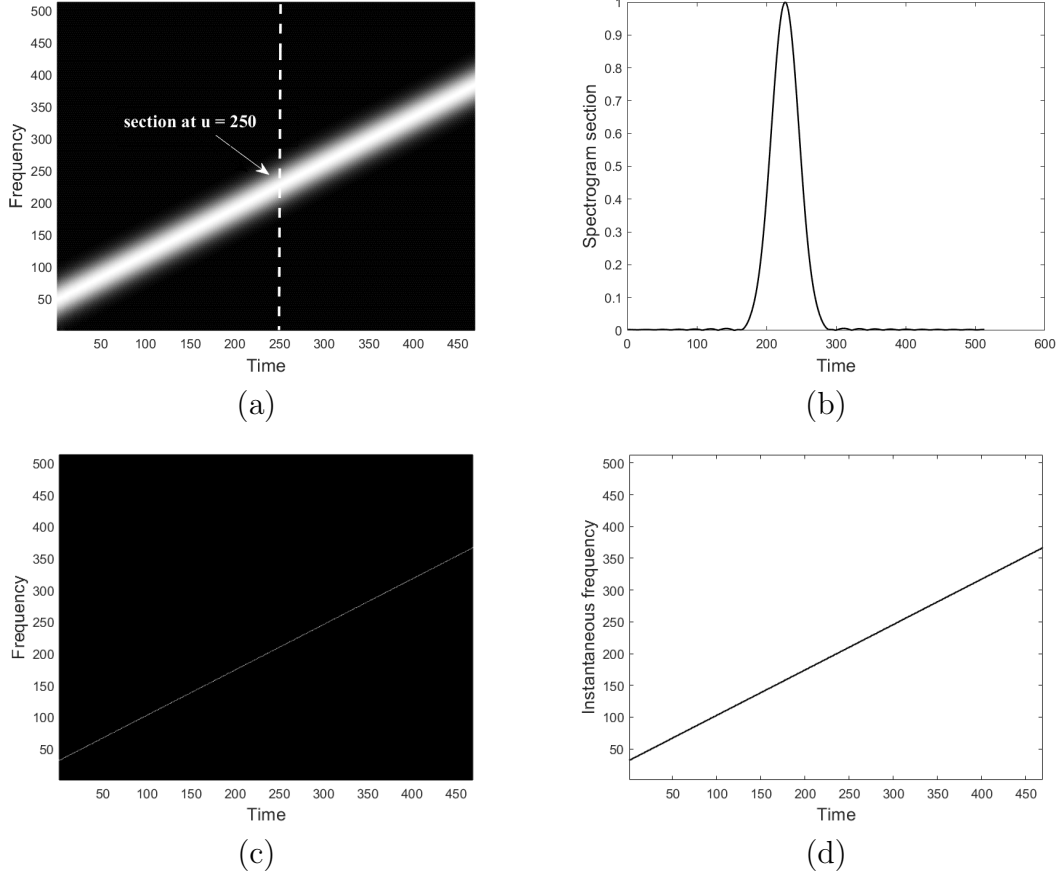 500
450
400
350
300
250
200
150
100
50
Frequency
section at u = 250
50 100 150 200 250 300 350 400 450
Time
(a)
1
0.9
0.8
0.7
0.6
0.5
0.4
0.3
0.2
0.1
0
Spectrogram section
0 100 200 300 400 500 600
Time
(b)
500
450
400
350
300
250
200
150
100
50
Frequency
50 100 150 200 250 300 350 400 450
Time
(c)
500
450
400
350
300
250
200
150
100
50
Instantaneous frequency
50 100 150 200 250 300 350 400 450
Time
(d)